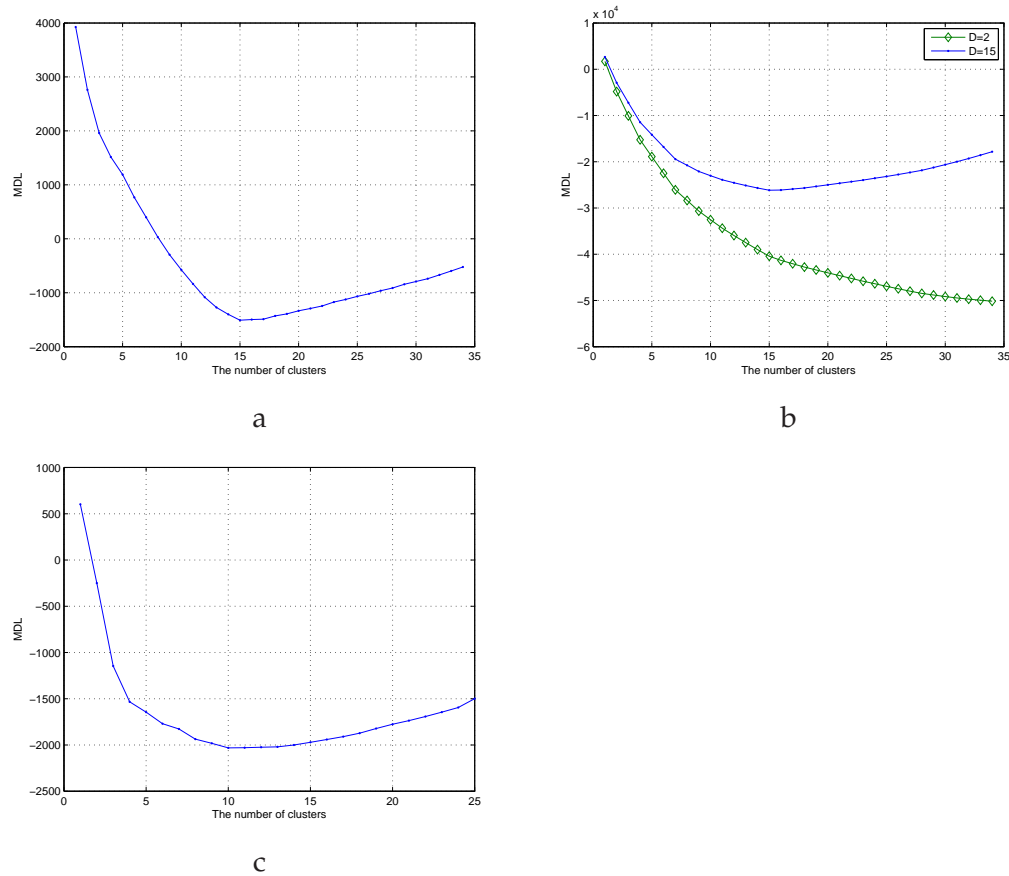 4000
3000
2000
1000
0
−1000
−2000
MDL
0 5 10 15 20 25 30 35
The number of clusters
a
x 10⁴
1
0
−1
−2
−3
−4
−5
−6
MDL
0 5 10 15 20 25 30 35
The number of clusters
D=2
D=15
b
1000
500
0
−500
−1000
−1500
−2000
−2500
MDL
0 5 10 15 20 25
The number of clusters
c